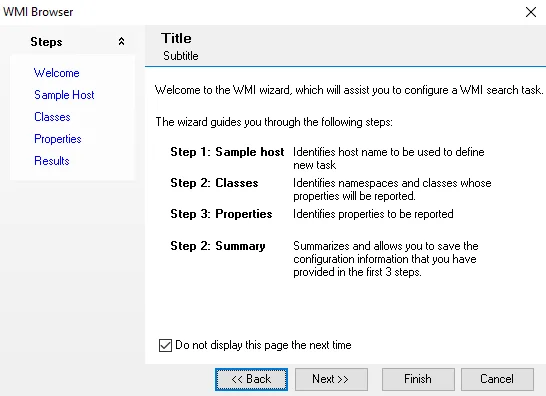 WMI Browser
Steps
Welcome
Sample Host
Classes
Properties
Results
Title
Subtitle
Welcome to the WMI wizard, which will assist you to configure a WMI search task.
The wizard guides you through the following steps:
Step 1: Sample host Identifies host name to be used to define
new task
Step 2: Classes Identifies namespaces and classes whose
properties will be reported.
Step 3: Properties Identifies properties to be reported
Step 2: Summary Summarizes and allows you to save the
configuration information that you have
provided in the first 3 steps.
Do not display this page the next time
<< Back Next >> Finish Cancel